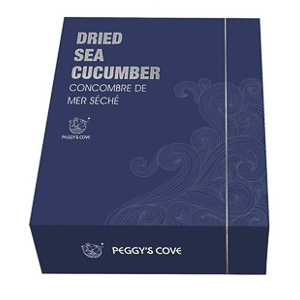 DRIED
SEA
CUCUMBER
CONCOMBRE DE
MER SÉCHÉ
PEGGY'S COVE
PEGGY'S COVE